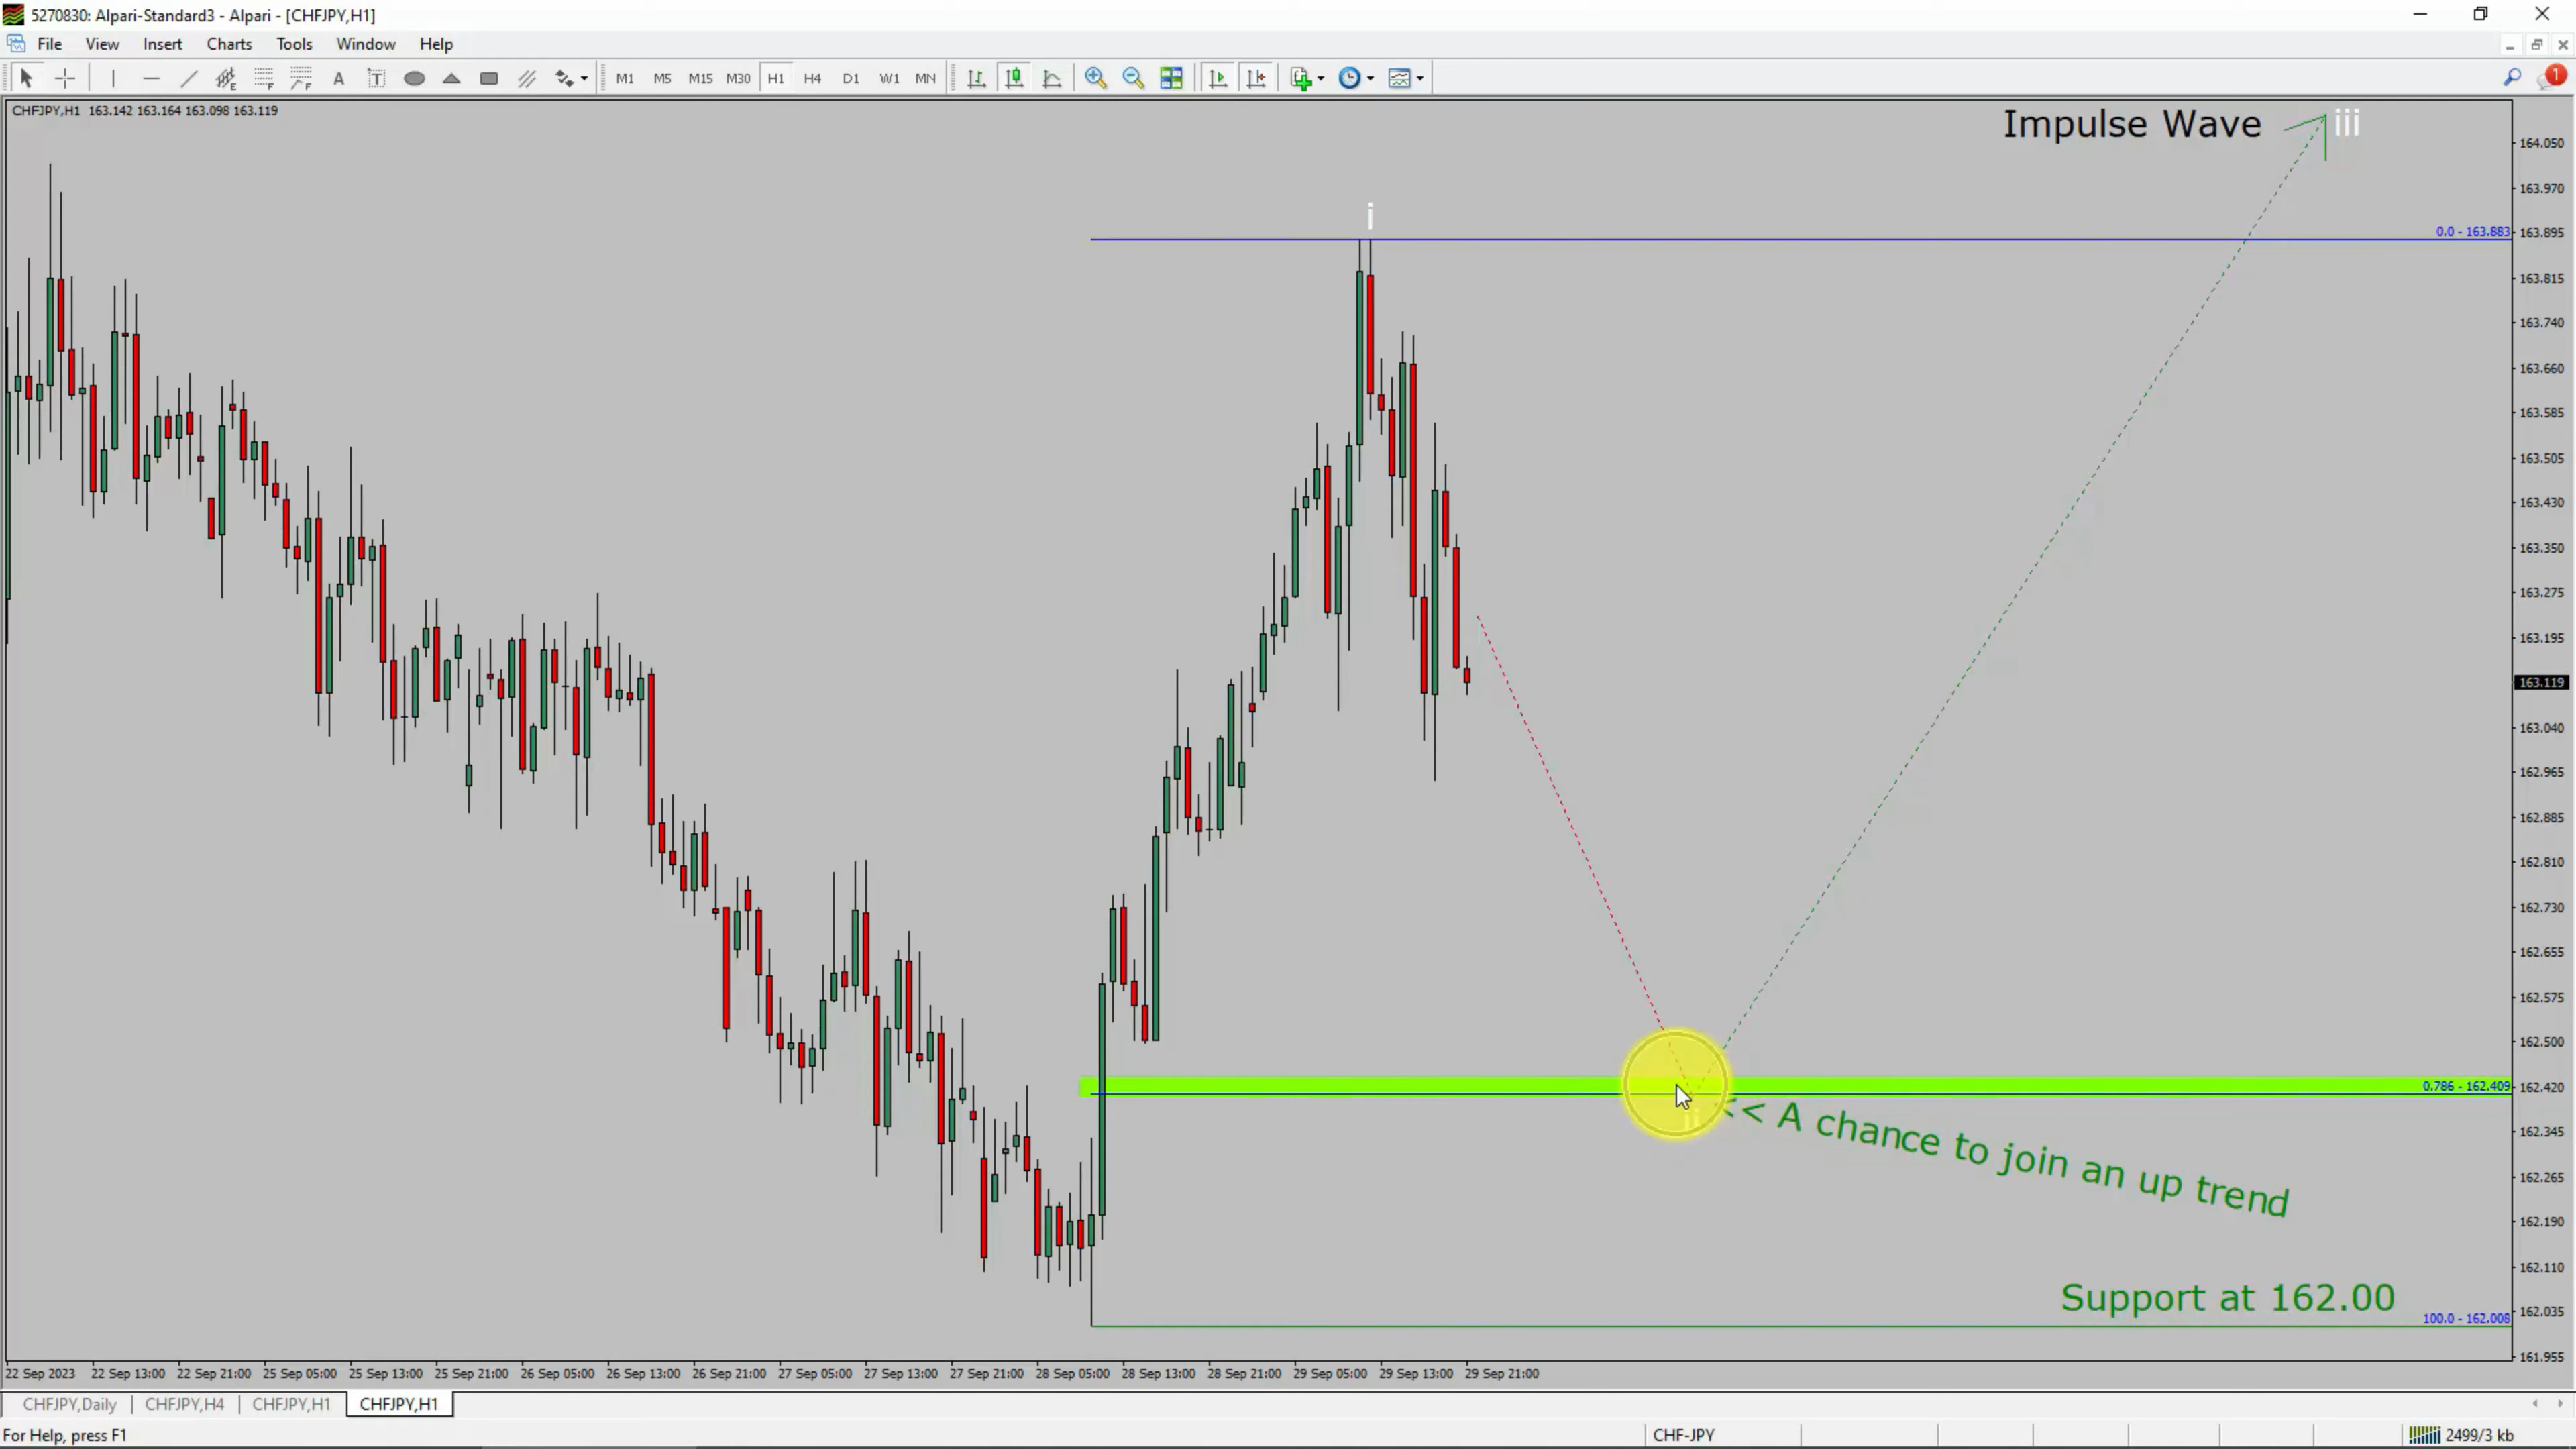 5270830: Alpari-Standard3 - Alpari - [CHFJPY,H1]
File View Insert Charts Tools Window Help
A T M1 M5 M15 M30 H1 H4 D1 W1 MN 1
CHFJPY,H1 163.142 163.164 163.098 163.119
Impulse Wave iii
i
0.0 - 163.883
164.050
163.970
163.895
163.815
163.740
163.660
163.585
163.505
163.430
163.350
163.275
163.195
163.119
163.040
162.965
162.885
162.810
162.730
162.655
162.575
162.500
162.420
162.345
162.265
162.190
162.110
162.035
161.955
0.786 - 162.409
ii
<< A chance to join an up trend
Support at 162.00
100.0 - 162.008
22 Sep 2023 22 Sep 13:00 22 Sep 21:00 25 Sep 05:00 25 Sep 13:00 25 Sep 21:00 26 Sep 05:00 26 Sep 13:00 26 Sep 21:00 27 Sep 05:00 27 Sep 13:00 27 Sep 21:00 28 Sep 05:00 28 Sep 13:00 28 Sep 21:00 29 Sep 05:00 29 Sep 13:00 29 Sep 21:00
CHFJPY,Daily CHFJPY,H4 CHFJPY,H1 CHFJPY,H1
For Help, press F1 CHF-JPY 2499/3 kb